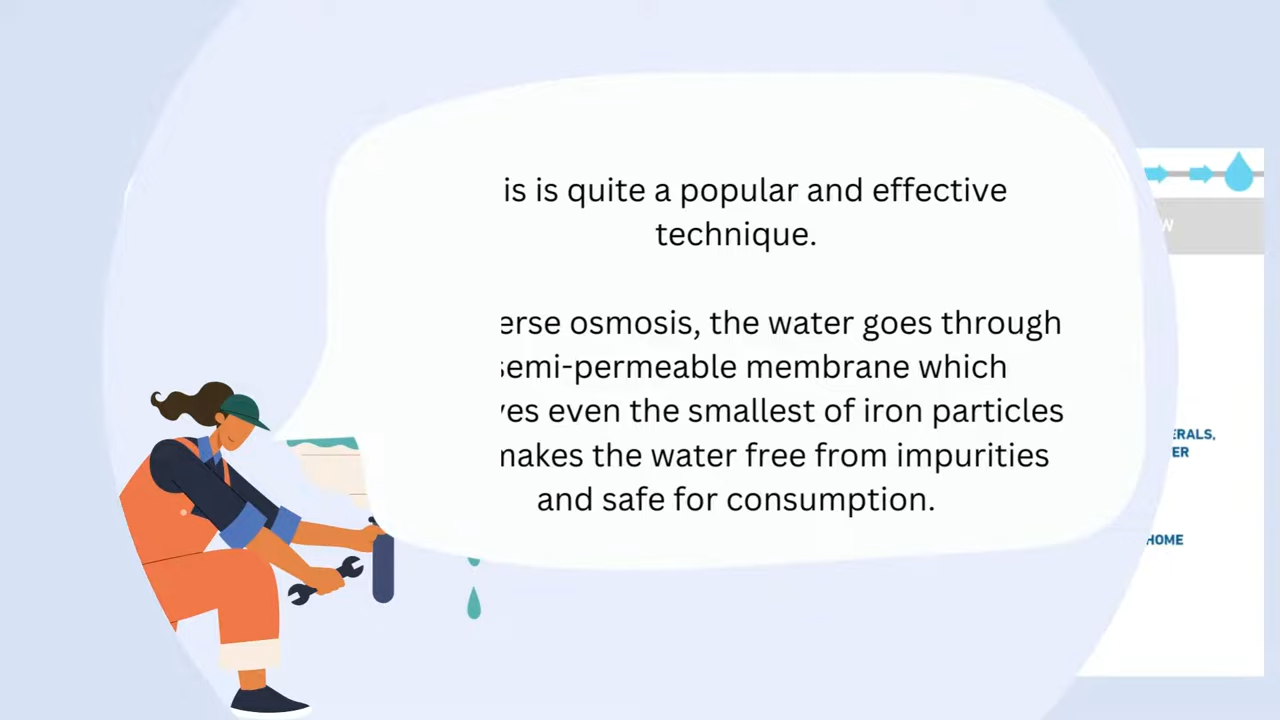 is is quite a popular and effective
technique.
erse osmosis, the water goes through
semi-permeable membrane which
ves even the smallest of iron particles
makes the water free from impurities
and safe for consumption.
W
ERALS,
ER
HOME